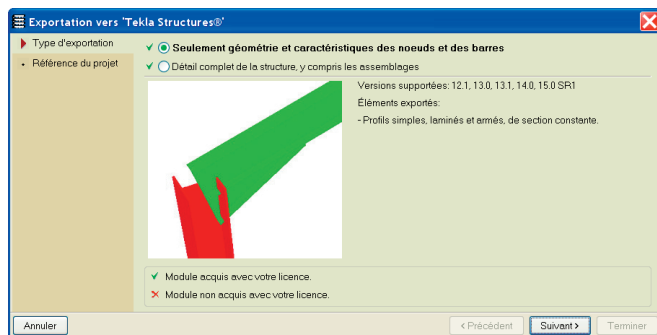 Exportation vers 'Tekla Structures®'
Type d'exportation
Référence du projet
Seulement géométrie et caractéristiques des noeuds et des barres
Détail complet de la structure, y compris les assemblages
Versions supportées: 12.1, 13.0, 13.1, 14.0, 15.0 SR1
Éléments exportés:
- Profils simples, laminés et armés, de section constante.
Module acquis avec votre licence.
Module non acquis avec votre licence.
Annuler
< Précédent
Suivant >
Terminer